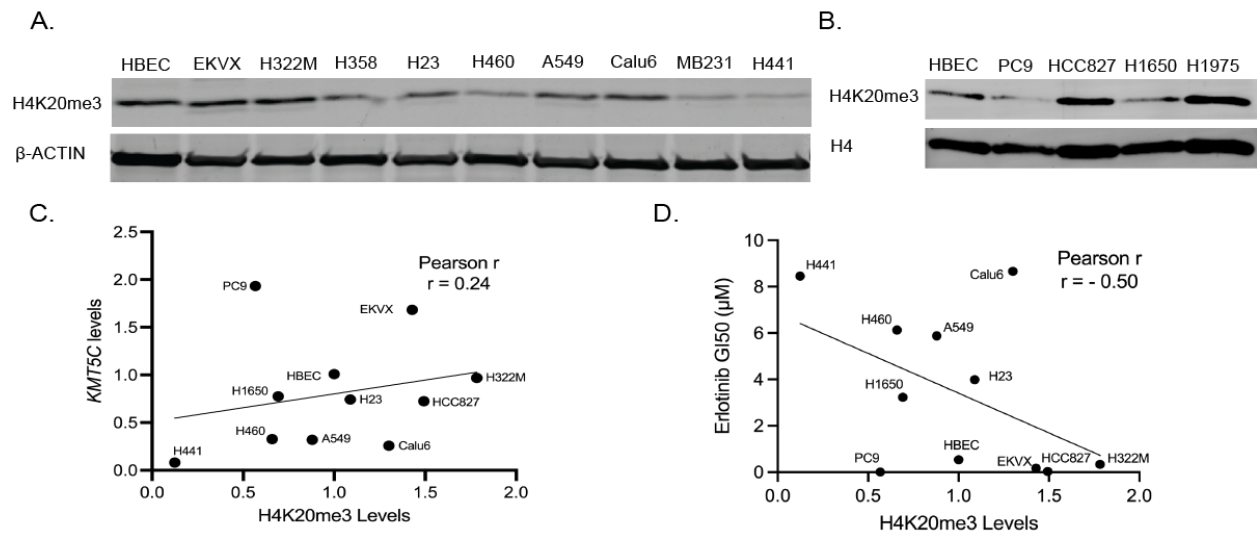 A.
HBEC EKVX H322M H358 H23 H460 A549 Calu6 MB231 H441
H4K20me3
β-ACTIN
B.
HBEC PC9 HCC827 H1650 H1975
H4K20me3
H4
C.
2.5
2.0
1.5
1.0
0.5
0.0
KMT5C levels
Pearson r
r = 0.24
PC9
EKVX
HBEC
H322M
H1650
H23
HCC827
H460
A549
Calu6
H441
0.0 0.5 1.0 1.5 2.0
H4K20me3 Levels
D.
10
8
6
4
2
0
Erlotinib GI50 (µM)
Pearson r
r = - 0.50
H441
Calu6
H460
A549
H23
H1650
HBEC
PC9
EKVX
HCC827
H322M
0.0 0.5 1.0 1.5 2.0
H4K20me3 Levels